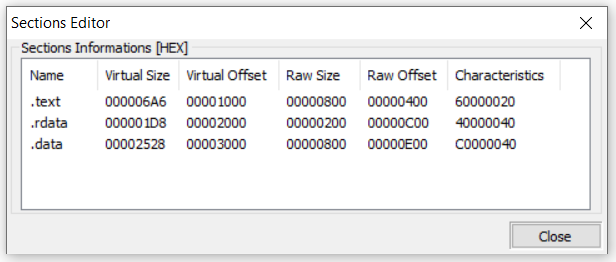 Sections Editor
Sections Informations [HEX]
Name Virtual Size Virtual Offset Raw Size Raw Offset Characteristics
.text 000006A6 00001000 00000800 00000400 60000020
.rdata 000001D8 00002000 00000200 00000C00 40000040
.data 00002528 00003000 00000800 00000E00 C0000040
Close